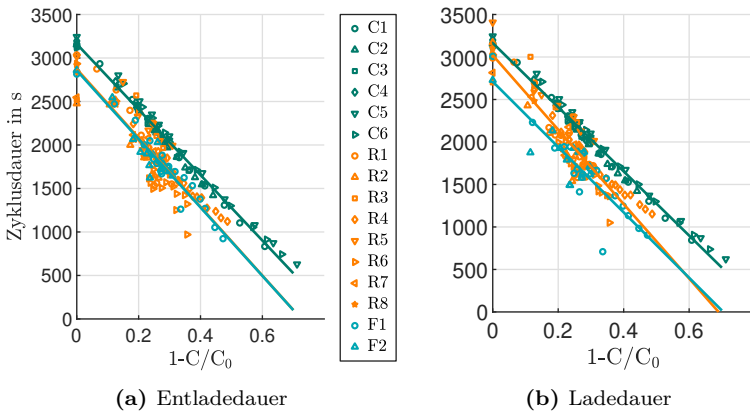 3500
3000
2500
2000
1500
1000
500
0
Zyklusdauer in s
0
0.2
0.4
0.6
1-C/C₀
C1
C2
C3
C4
C5
C6
R1
R2
R3
R4
R5
R6
R7
R8
F1
F2
3500
3000
2500
2000
1500
1000
500
0
0
0.2
0.4
0.6
1-C/C₀
(a) Entladedauer
(b) Ladedauer